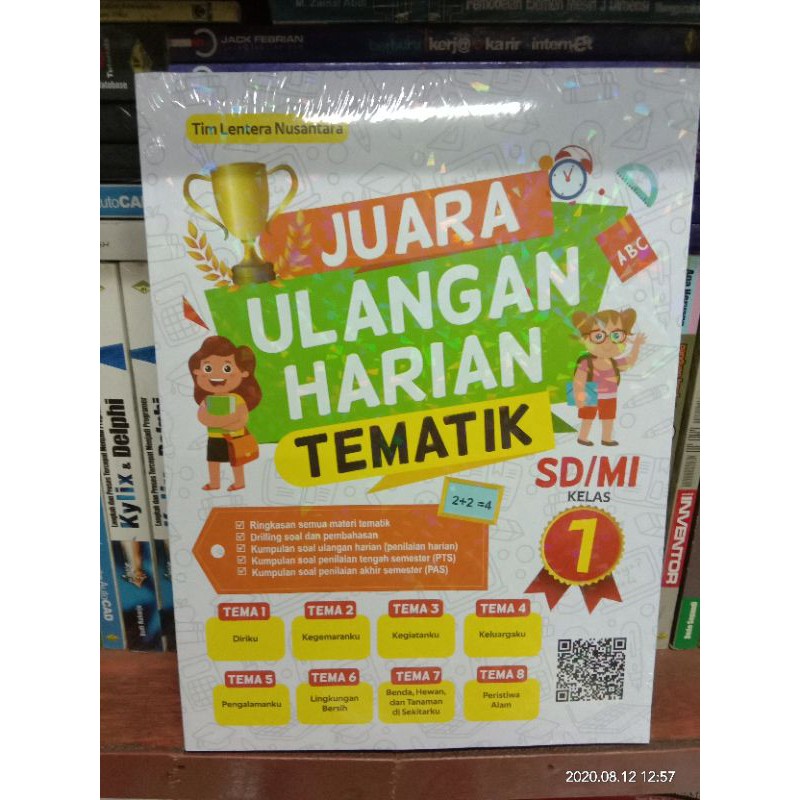 JACK FEBRIAN
kerj@ karir internet
Tim Lentera Nusantara
JUARA
ULANGAN
HARIAN
TEMATIK
ABC
SD/MI
KELAS
1
2+2 =4
Ringkasan semua materi tematik
Drilling soal dan pembahasan
Kumpulan soal ulangan harian (penilaian harian)
Kumpulan soal penilaian tengah semester (PTS)
Kumpulan soal penilaian akhir semester (PAS)
TEMA 1
Diriku
TEMA 2
Kegemaranku
TEMA 3
Kegiatanku
TEMA 4
Keluargaku
TEMA 5
Pengalamanku
TEMA 6
Lingkungan
Bersih
TEMA 7
Benda, Hewan,
dan Tanaman
di Sekitarku
TEMA 8
Peristiwa
Alam
Kylix & Delphi
INVENTOR
2020.08.12 12:57